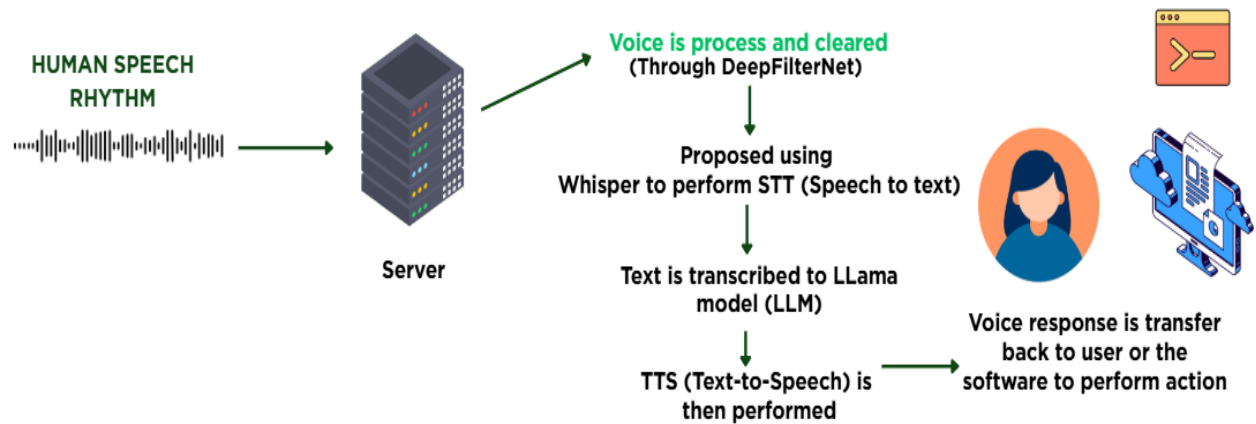 HUMAN SPEECH
RHYTHM
Server
Voice is process and cleared
(Through DeepFilterNet)
Proposed using
Whisper to perform STT (Speech to text)
Text is transcribed to LLama
model (LLM)
TTS (Text-to-Speech) is
then performed
Voice response is transfer
back to user or the
software to perform action